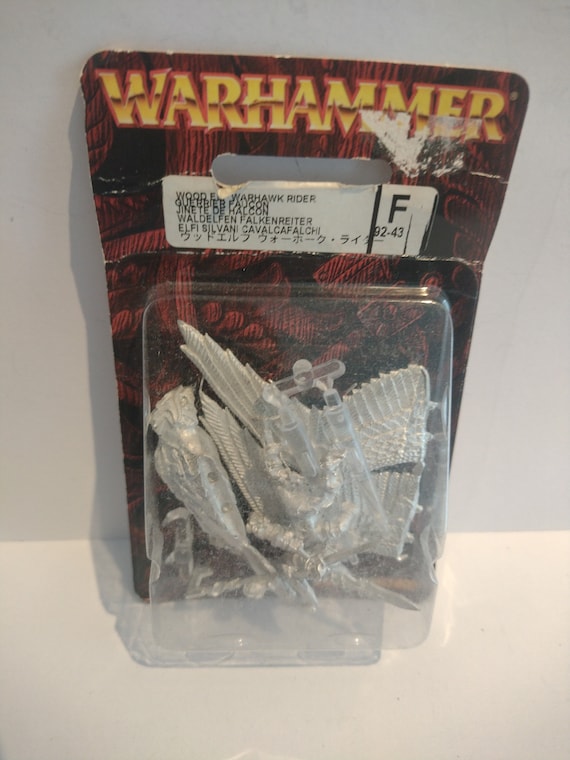 WARHAMMER
WOOD ELF WARHAWK RIDER
GUERRIER FALCON
JINETE DE HALCON
WALDELFEN FALKENREITER
ELFI SILVANI CAVALCAFALCHI
ウッドエルフ ウォーホーク・ライダー
F
92-43